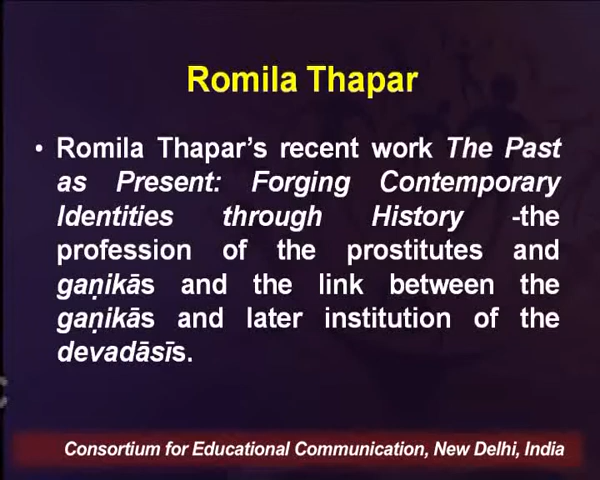 Romila Thapar
• Romila Thapar's recent work The Past
as Present: Forging Contemporary
Identities through History -the
profession of the prostitutes and
gaṇikās and the link between the
gaṇikās and later institution of the
devadāsīs.
Consortium for Educational Communication, New Delhi, India